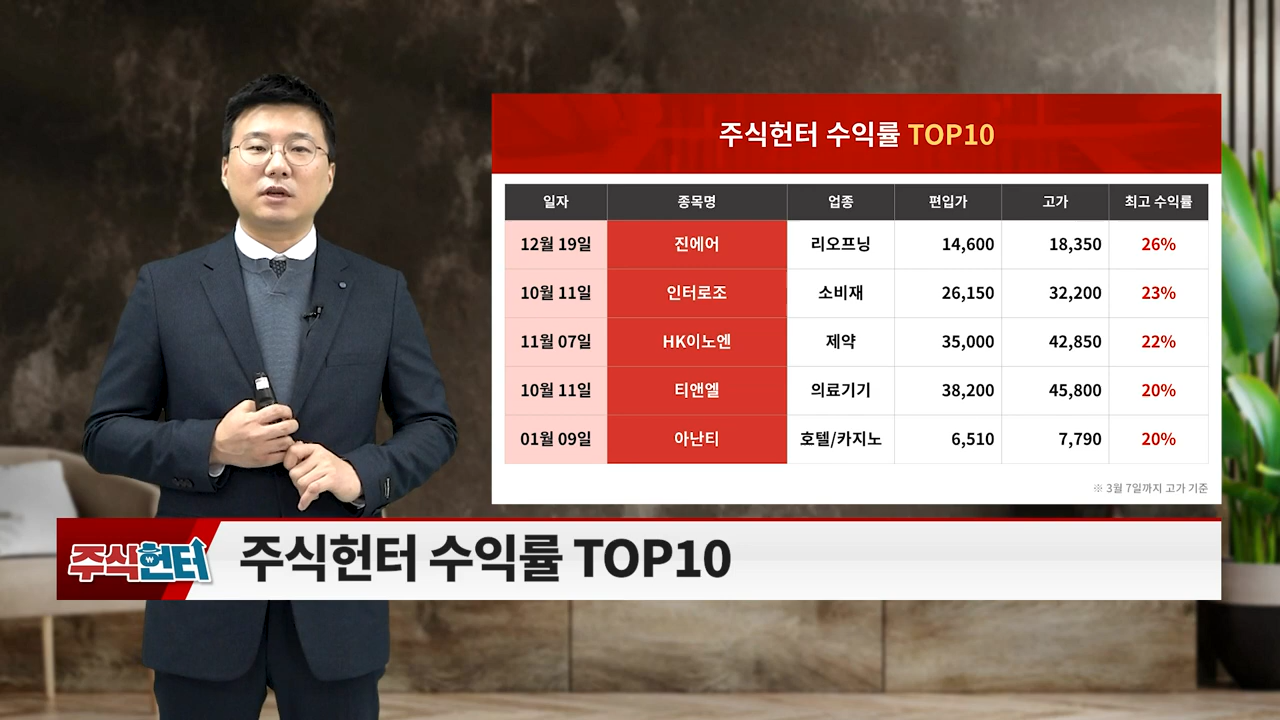 주식헌터 수익률 TOP10
일자 종목명 업종 편입가 고가 최고 수익률
12월 19일 진에어 리오프닝 14,600 18,350 26%
10월 11일 인터로조 소비재 26,150 32,200 23%
11월 07일 HK이노엔 제약 35,000 42,850 22%
10월 11일 티앤엘 의료기기 38,200 45,800 20%
01월 09일 아난티 호텔/카지노 6,510 7,790 20%
※ 3월 7일까지 고가 기준
주식헌터 주식헌터 수익률 TOP10